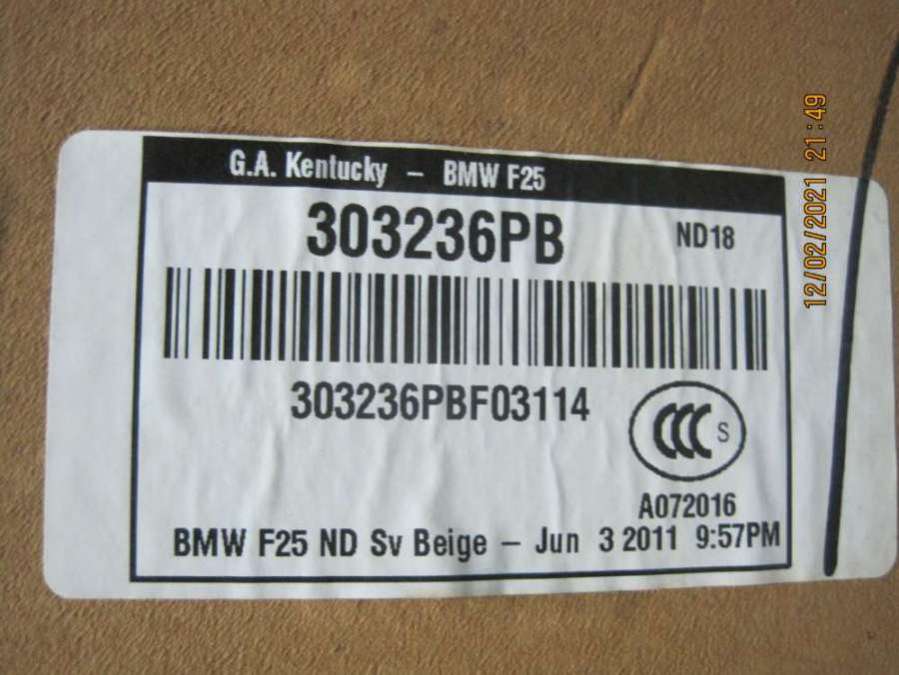 G.A. Kentucky – BMW F25
303236PB ND18
303236PBF03114
CCC S
A072016
BMW F25 ND Sv Beige – Jun 3 2011 9:57PM
12/02/2021 21:49